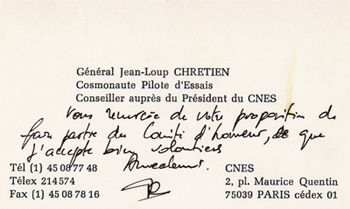 Général Jean-Loup CHRETIEN
Cosmonaute Pilote d'Essais
Conseiller auprès du Président du CNES
Vous remercie de votre proposition de
faire partie du Comité d'honneur, ce que
j'accepte bien volontiers
Amicalement.
Tél (1) 45 08 77 48
Télex 214574
Fax (1) 45 08 78 16
CNES
2, pl. Maurice Quentin
75039 PARIS cédex 01